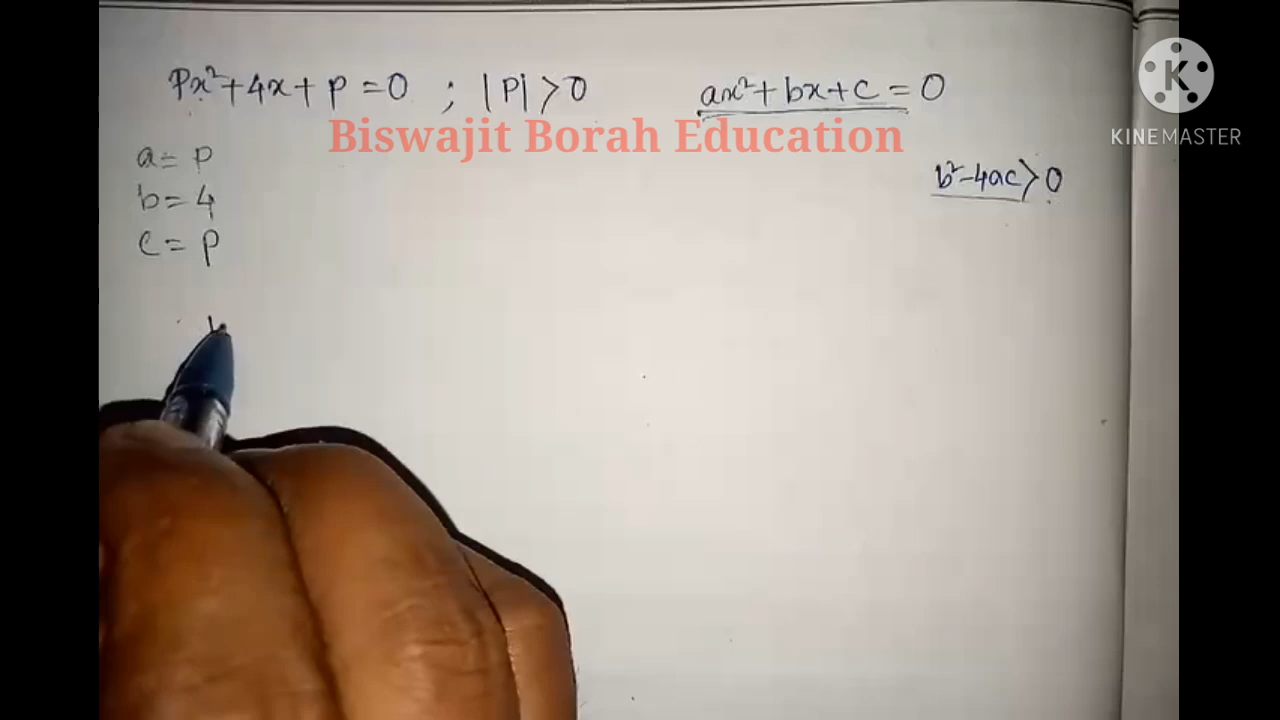 Px²+4x+p=0 ; |P|>0 ax²+bx+c=0
Biswajit Borah Education
KINEMASTER
a=p
b²-4ac>0
b=4
c=p